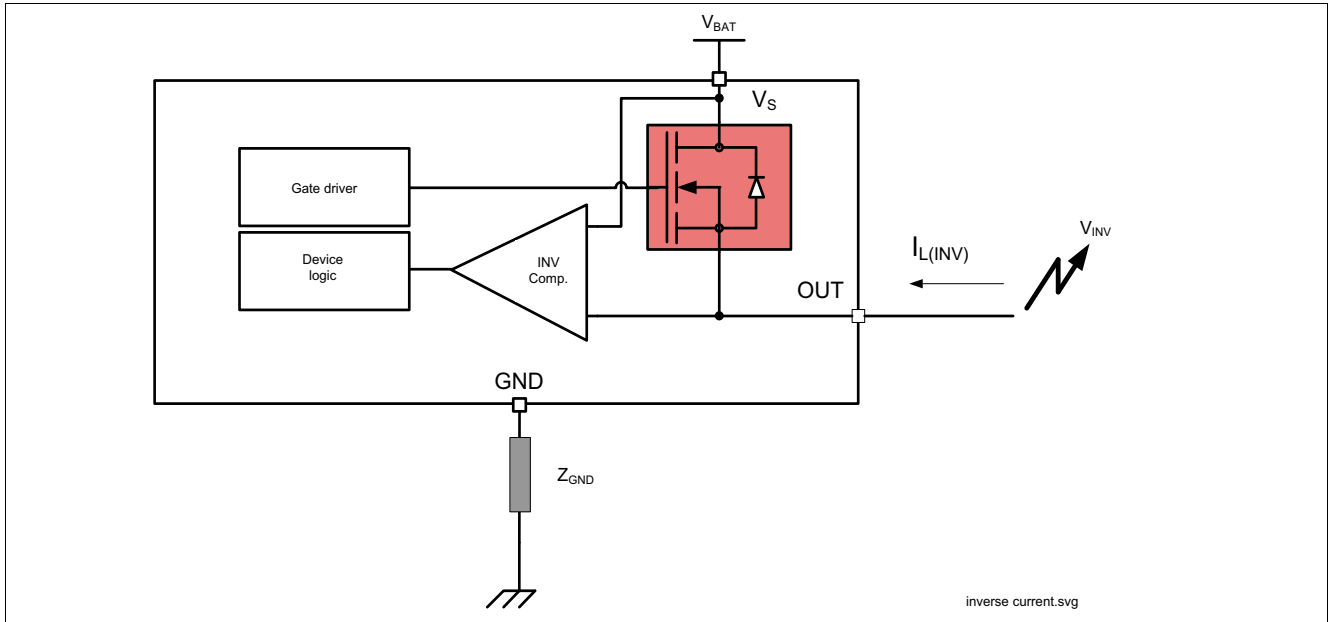 VBAT
VS
Gate driver
Device
logic
INV
Comp.
IL(INV)
VINV
OUT
GND
ZGND
inverse current.svg